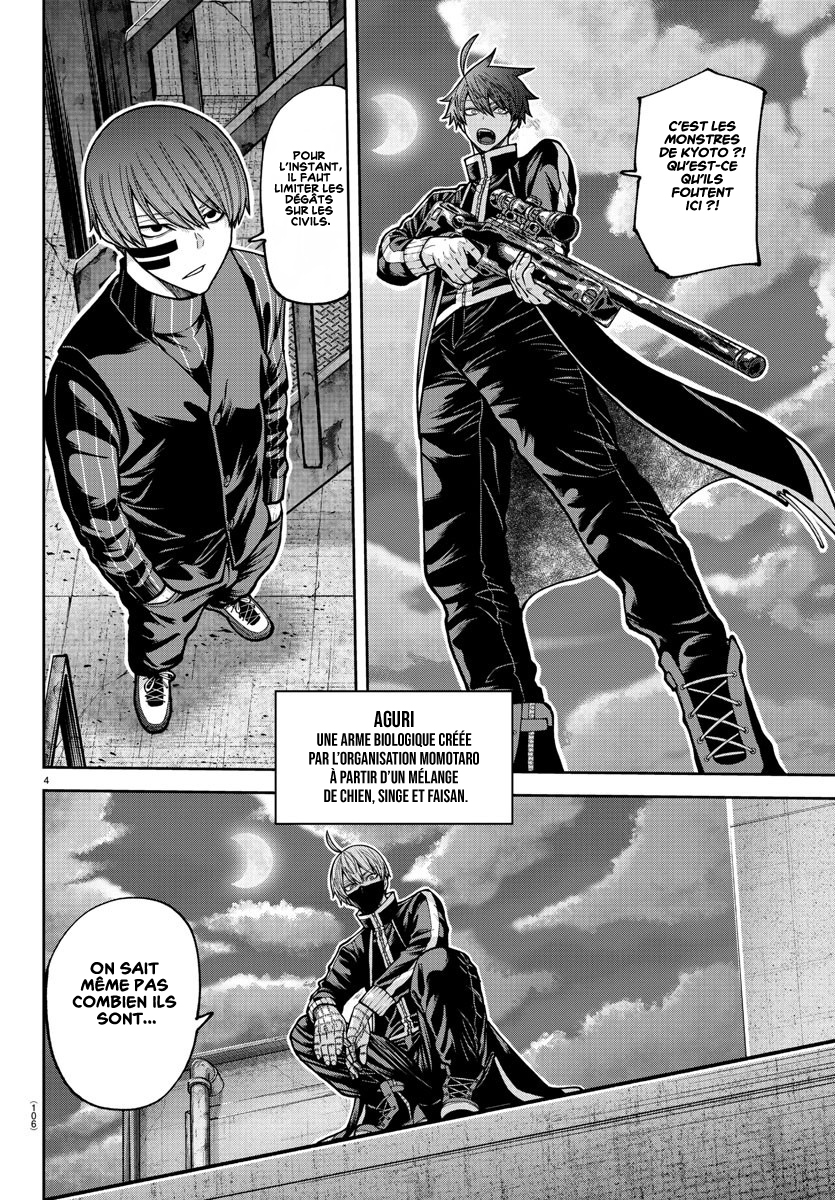 C'EST LES
MONSTRES
DE KYOTO ?!
QU'EST-CE
QU'ILS
FOUTENT
ICI ?!
POUR
L'INSTANT,
IL FAUT
LIMITER LES
DÉGÂTS
SUR LES
CIVILS.
AGURI
UNE ARME BIOLOGIQUE CRÉÉE
PAR L'ORGANISATION MOMOTARO
À PARTIR D'UN MÉLANGE
DE CHIEN, SINGE ET FAISAN.
4
ON SAIT
MÊME PAS
COMBIEN ILS
SONT...
(106)